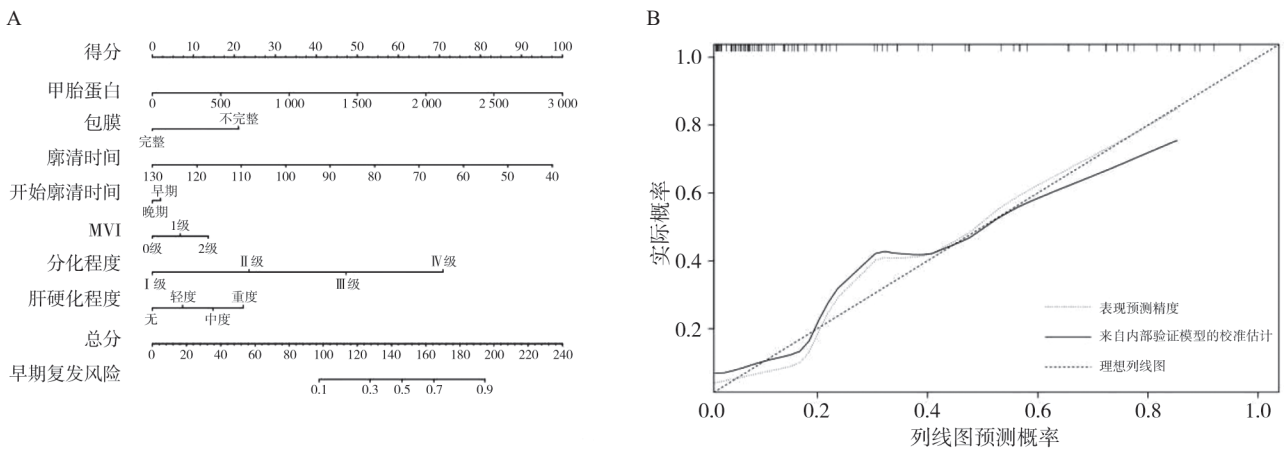 A
得分
0 10 20 30 40 50 60 70 80 90 100
甲胎蛋白
0 500 1 000 1 500 2 000 2 500 3 000
包膜
不完整
完整
廓清时间
130 120 110 100 90 80 70 60 50 40
开始廓清时间
早期
晚期
MVI
1级
0级 2级
分化程度
Ⅱ级 Ⅳ级
Ⅰ级 Ⅲ级
肝硬化程度
轻度 重度
无 中度
总分
0 20 40 60 80 100 120 140 160 180 200 220 240
早期复发风险
0.1 0.3 0.5 0.7 0.9
B
实际概率
1.0
0.8
0.6
0.4
0.2
表现预测精度
来自内部验证模型的校准估计
理想列线图
0.0 0.2 0.4 0.6 0.8 1.0
列线图预测概率